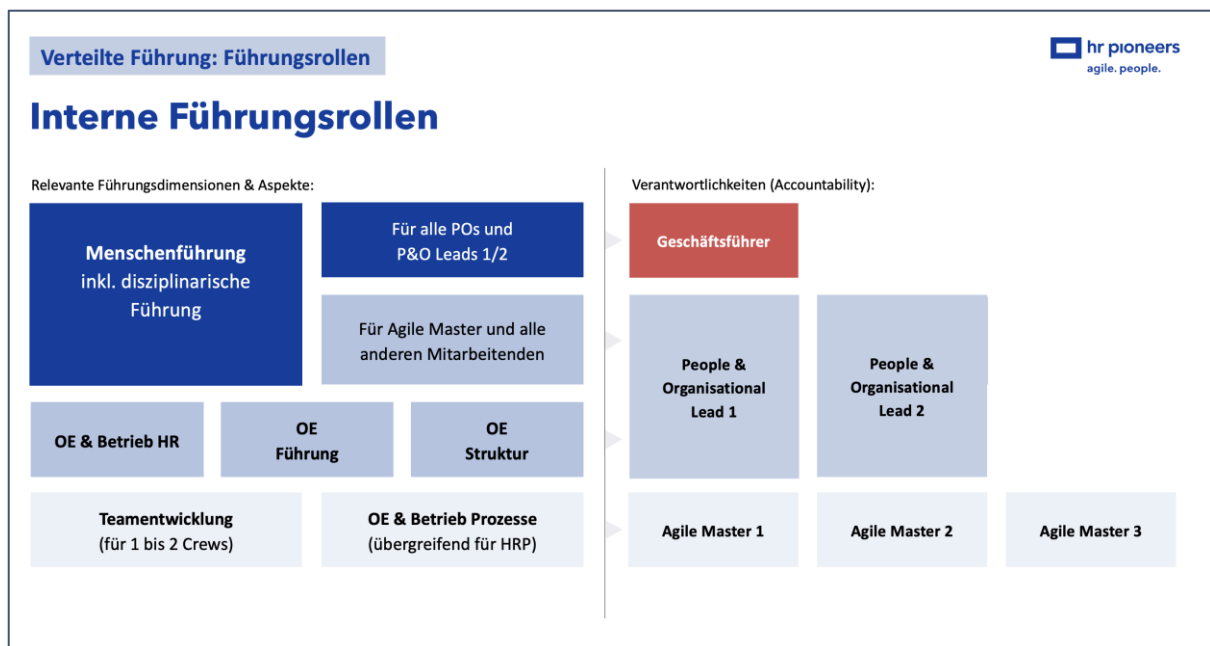 Verteilte Führung: Führungsrollen
hr pioneers
agile. people.
Interne Führungsrollen
Relevante Führungsdimensionen & Aspekte:
Verantwortlichkeiten (Accountability):
Menschenführung
inkl. disziplinarische
Führung
Für alle POs und
P&O Leads 1/2
Geschäftsführer
Für Agile Master und alle
anderen Mitarbeitenden
People &
Organisational
Lead 1
People &
Organisational
Lead 2
OE & Betrieb HR
OE
Führung
OE
Struktur
Teamentwicklung
(für 1 bis 2 Crews)
OE & Betrieb Prozesse
(übergreifend für HRP)
Agile Master 1
Agile Master 2
Agile Master 3